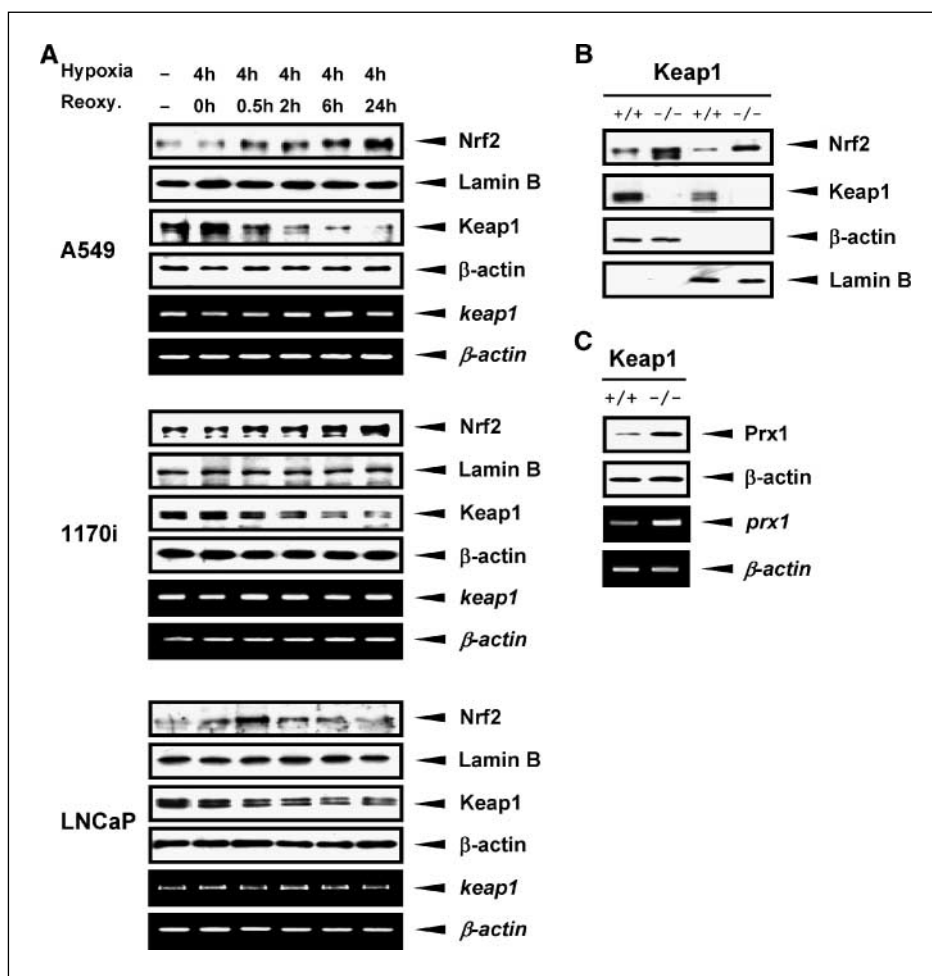 A
Hypoxia – 4h 4h 4h 4h 4h
Reoxy. – 0h 0.5h 2h 6h 24h
A549
Nrf2
Lamin B
Keap1
β-actin
keap1
β-actin
1170i
Nrf2
Lamin B
Keap1
β-actin
keap1
β-actin
LNCaP
Nrf2
Lamin B
Keap1
β-actin
keap1
β-actin
B
Keap1
+/+ -/- +/+ -/-
Nrf2
Keap1
β-actin
Lamin B
C
Keap1
+/+ -/-
Prx1
β-actin
prx1
β-actin